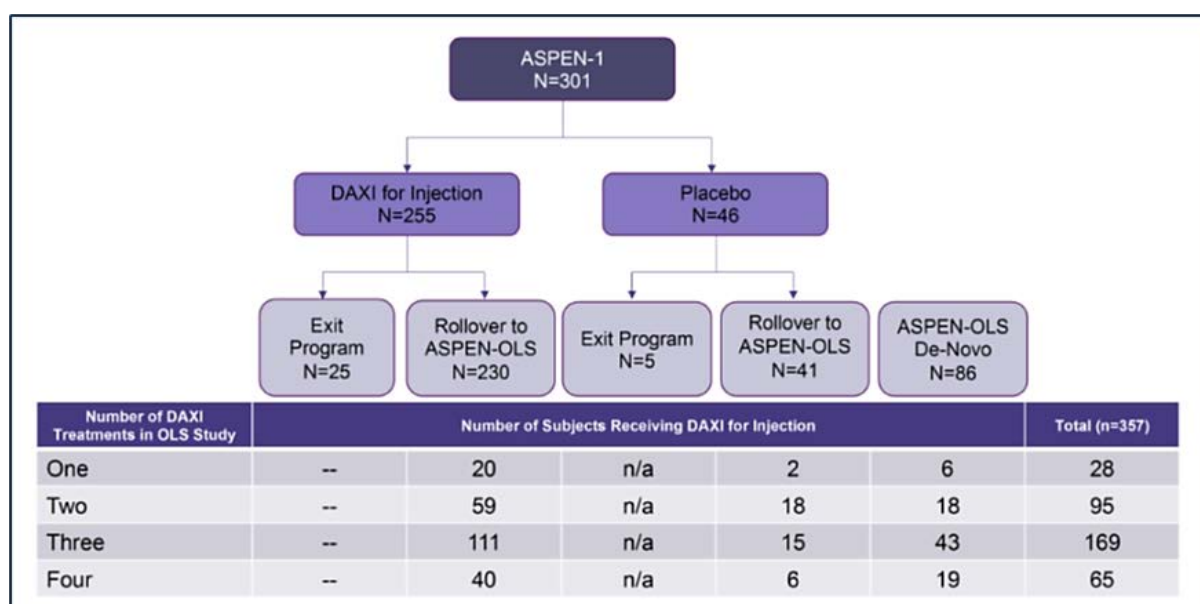 ASPEN-1
N=301
DAXI for Injection
N=255
Placebo
N=46
Exit
Program
N=25
Rollover to
ASPEN-OLS
N=230
Exit Program
N=5
Rollover to
ASPEN-OLS
N=41
ASPEN-OLS
De-Novo
N=86
Number of DAXI
Treatments in OLS Study
Number of Subjects Receiving DAXI for Injection
Total (n=357)
One -- 20 n/a 2 6 28
Two -- 59 n/a 18 18 95
Three -- 111 n/a 15 43 169
Four -- 40 n/a 6 19 65